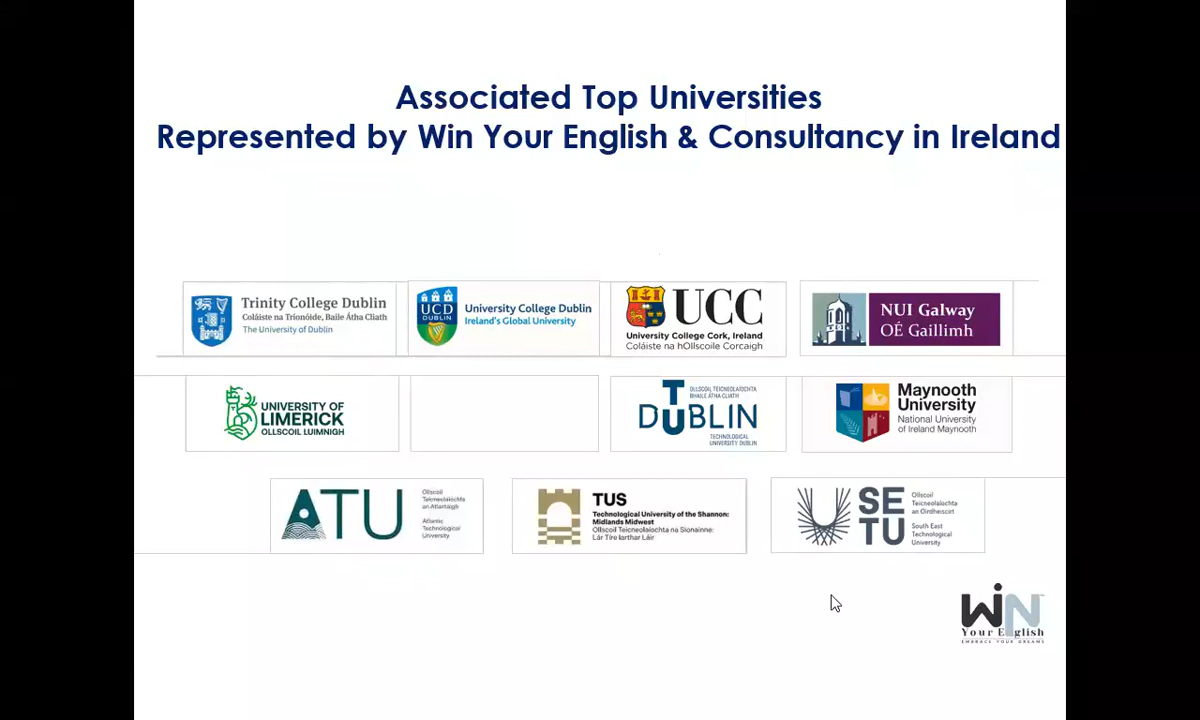 Associated Top Universities
Represented by Win Your English & Consultancy in Ireland
Trinity College Dublin
Coláiste na Tríonóide, Baile Átha Cliath
The University of Dublin
UCD
DUBLIN
University College Dublin
Ireland's Global University
UCC
University College Cork, Ireland
Coláiste na hOllscoile Corcaigh
NUI Galway
OÉ Gaillimh
UNIVERSITY OF
LIMERICK
OLLSCOIL LUIMNIGH
OLLSCOIL TEICNEOLAÍOCHTA
BHAILE ÁTHA CLIATH
TU DUBLIN
TECHNOLOGICAL
UNIVERSITY DUBLIN
Maynooth
University
National University
of Ireland Maynooth
ATU
Ollscoil
Teicneolaíochta
an Atlantaigh
Atlantic
Technological
University
TUS
Technological University of the Shannon:
Midlands Midwest
Ollscoil Teicneolaíochta na Sionainne:
Lár Tíre Iarthar Láir
SE
TU
Ollscoil
Teicneolaíochta
an Oirdheiscirt
South East
Technological
University
WiN
Your English
EMBRACE YOUR DREAMS